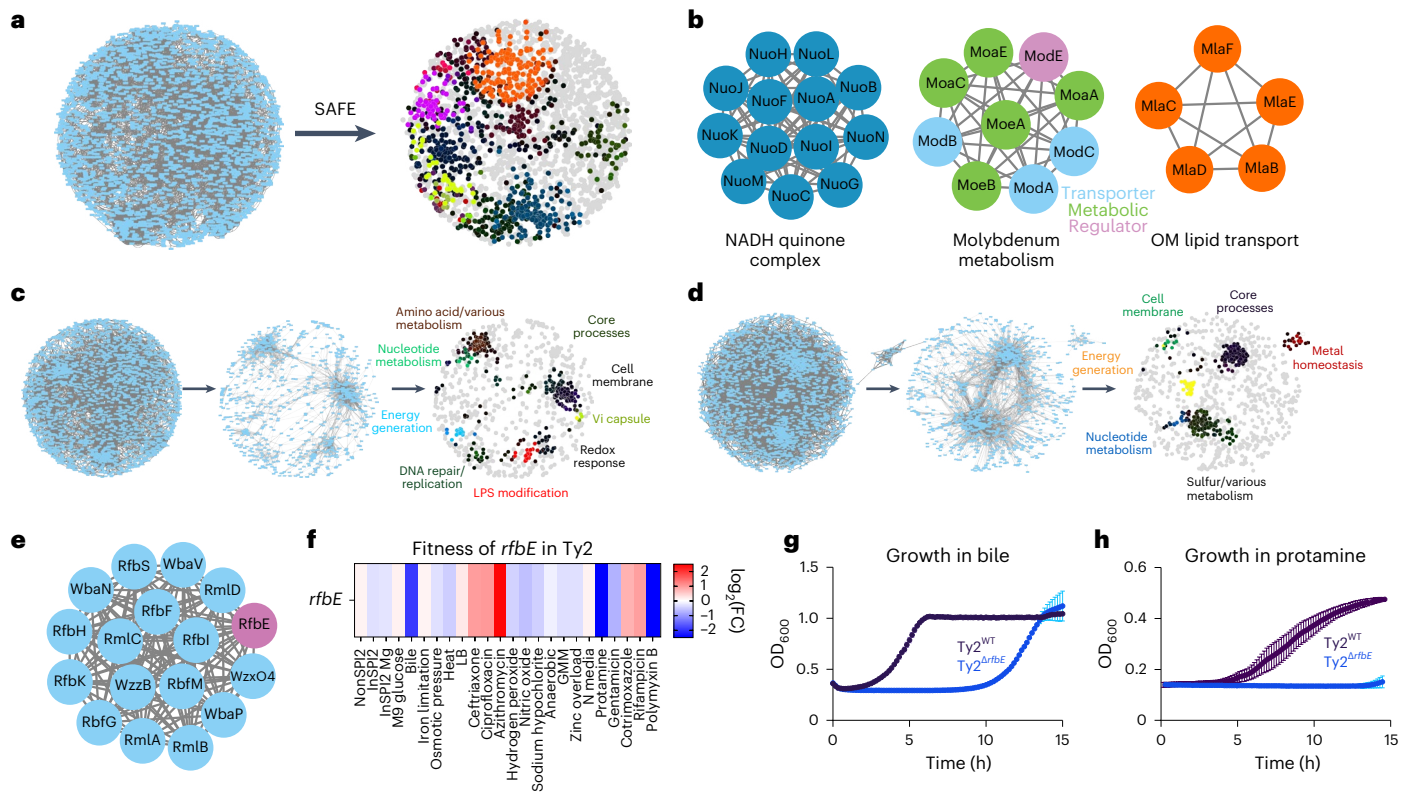 a
SAFE
b
NuoH
NuoL
NuoJ
NuoF
NuoA
NuoB
NuoK
NuoD
NuoI
NuoN
NuoM
NuoC
NuoG
NADH quinone
complex
MoaE
ModE
MoaC
MoaA
MoeA
ModB
ModC
MoeB
ModA
Transporter
Metabolic
Regulator
Molybdenum
metabolism
MlaF
MlaC
MlaE
MlaD
MlaB
OM lipid transport
c
Amino acid/various
metabolism
Core
processes
Nucleotide
metabolism
Cell
membrane
Energy
generation
Vi capsule
Redox
response
DNA repair/
replication
LPS modification
d
Cell
membrane
Core
processes
Energy
generation
Metal
homeostasis
Nucleotide
metabolism
Sulfur/various
metabolism
e
RfbS
WbaV
WbaN
RmlD
RfbF
RfbE
RfbH
RmlC
RfbI
RfbK
WzzB
RbfM
WzxO4
RbfG
WbaP
RmlA
RmlB
f
Fitness of rfbE in Ty2
rfbE
2
1
0
−1
−2
log2(FC)
NonSPI2
InSPI2
InSPI2 Mg
M9 glucose
Bile
Iron limitation
Osmotic pressure
Heat
LB
Ceftriaxone
Ciprofloxacin
Azithromycin
Hydrogen peroxide
Nitric oxide
Sodium hypochlorite
Anaerobic
GMM
Zinc overload
N media
Protamine
Gentamicin
Cotrimoxazole
Rifampicin
Polymyxin B
g
Growth in bile
1.5
1.0
0.5
0
OD600
Ty2WT
Ty2ΔrfbE
0
5
10
15
Time (h)
h
Growth in protamine
0.6
0.4
0.2
0
OD600
Ty2WT
Ty2ΔrfbE
0
5
10
15
Time (h)